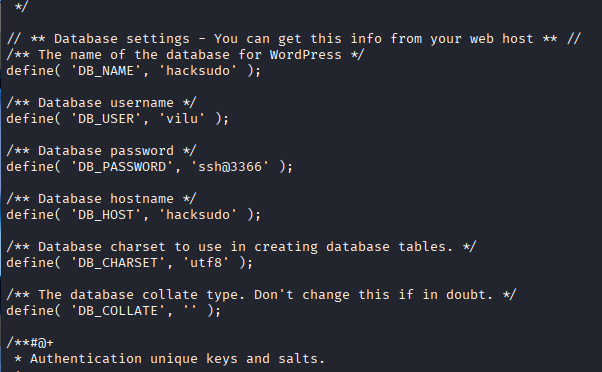 */
// ** Database settings - You can get this info from your web host ** //
/** The name of the database for WordPress */
define( 'DB_NAME', 'hacksudo' );
/** Database username */
define( 'DB_USER', 'vilu' );
/** Database password */
define( 'DB_PASSWORD', 'ssh@3366' );
/** Database hostname */
define( 'DB_HOST', 'hacksudo' );
/** Database charset to use in creating database tables. */
define( 'DB_CHARSET', 'utf8' );
/** The database collate type. Don't change this if in doubt. */
define( 'DB_COLLATE', '' );
/**#@+
* Authentication unique keys and salts.